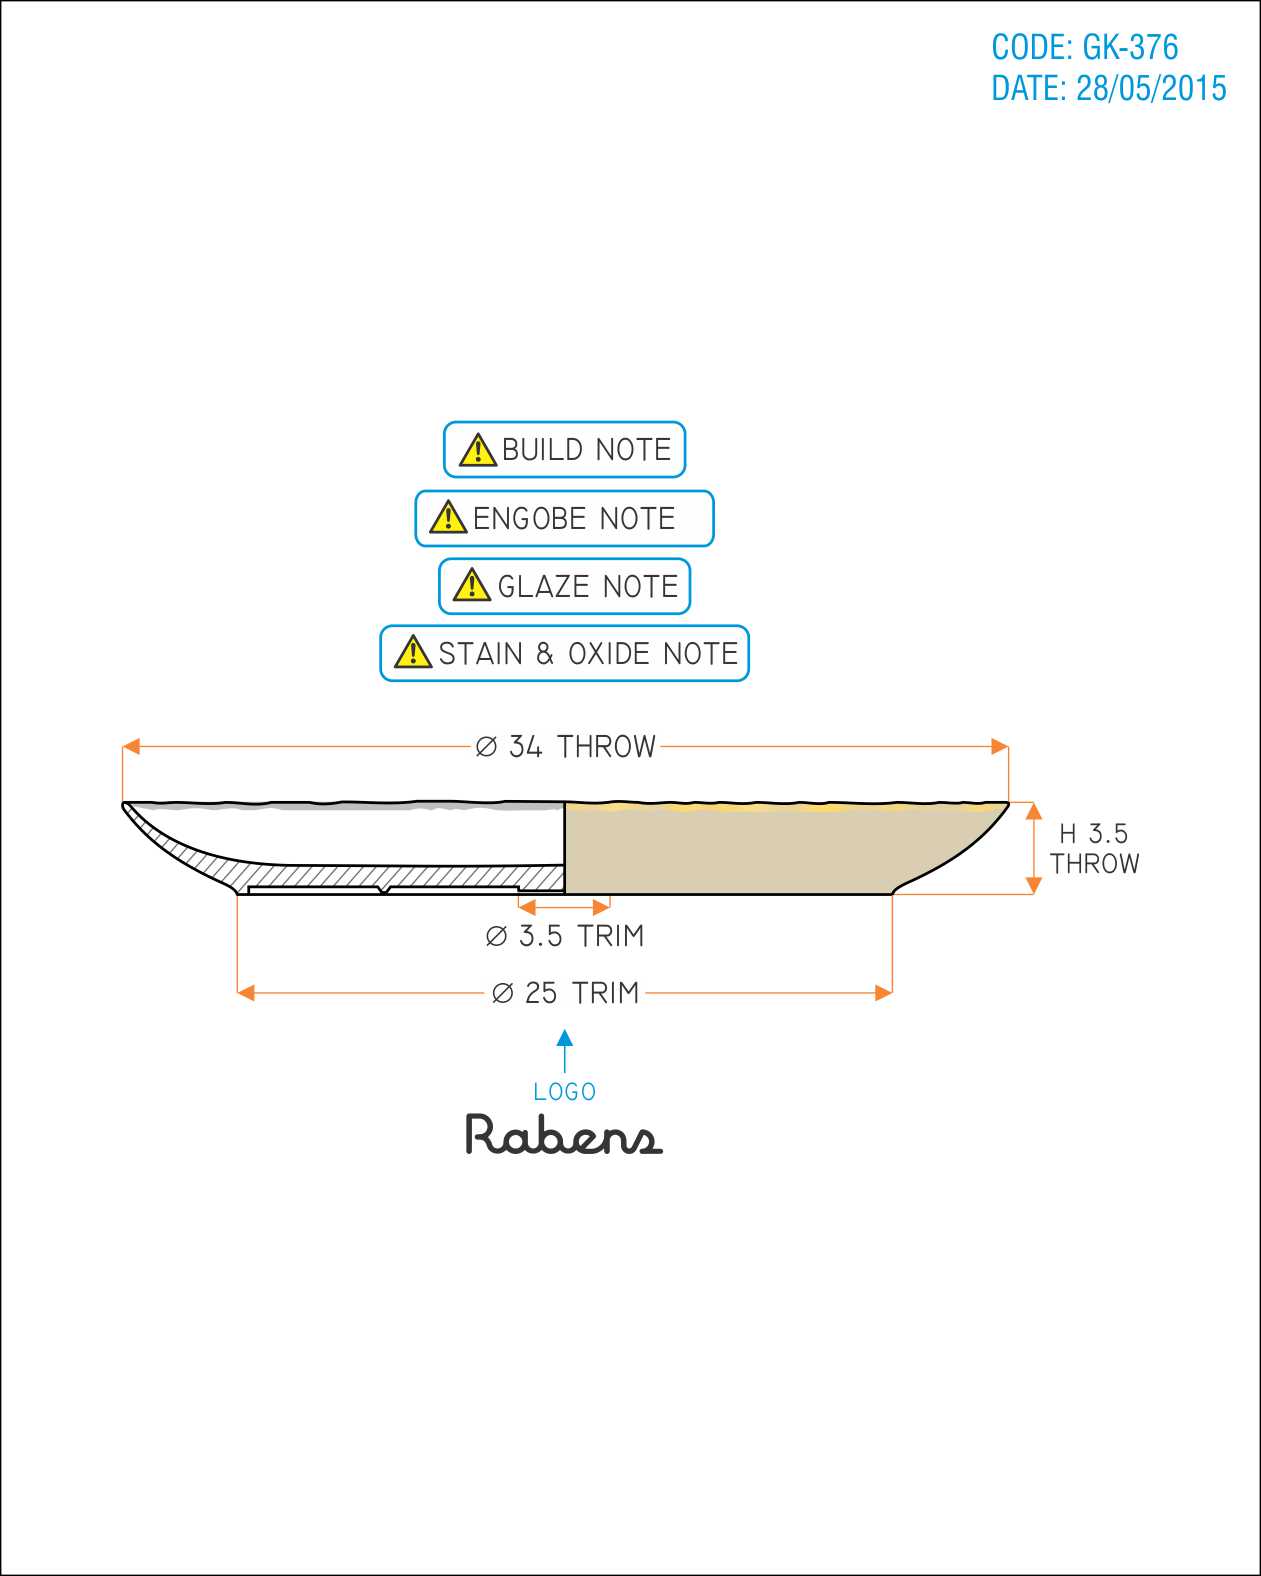 CODE: GK-376
DATE: 28/05/2015
BUILD NOTE
ENGOBE NOTE
GLAZE NOTE
STAIN & OXIDE NOTE
Ø 34 THROW
H 3.5
THROW
Ø 3.5 TRIM
Ø 25 TRIM
LOGO
Rabens